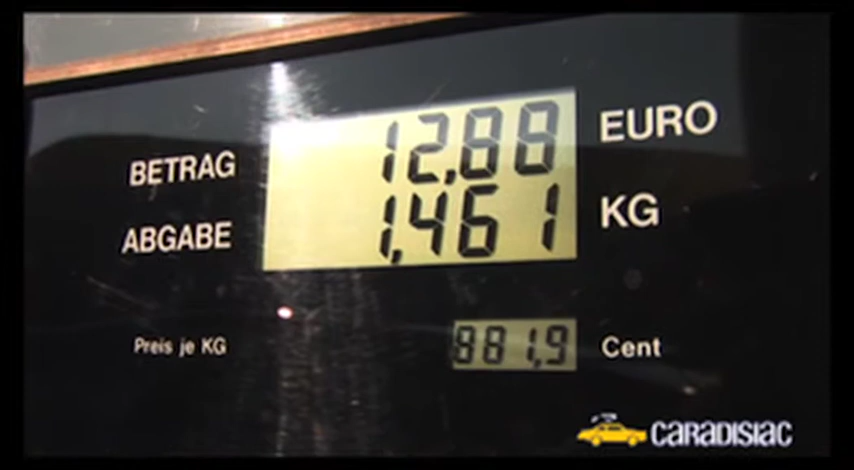 BETRAG 12,88 EURO
ABGABE 1,461 KG
Preis je KG 881,9 Cent
CARADISIAC